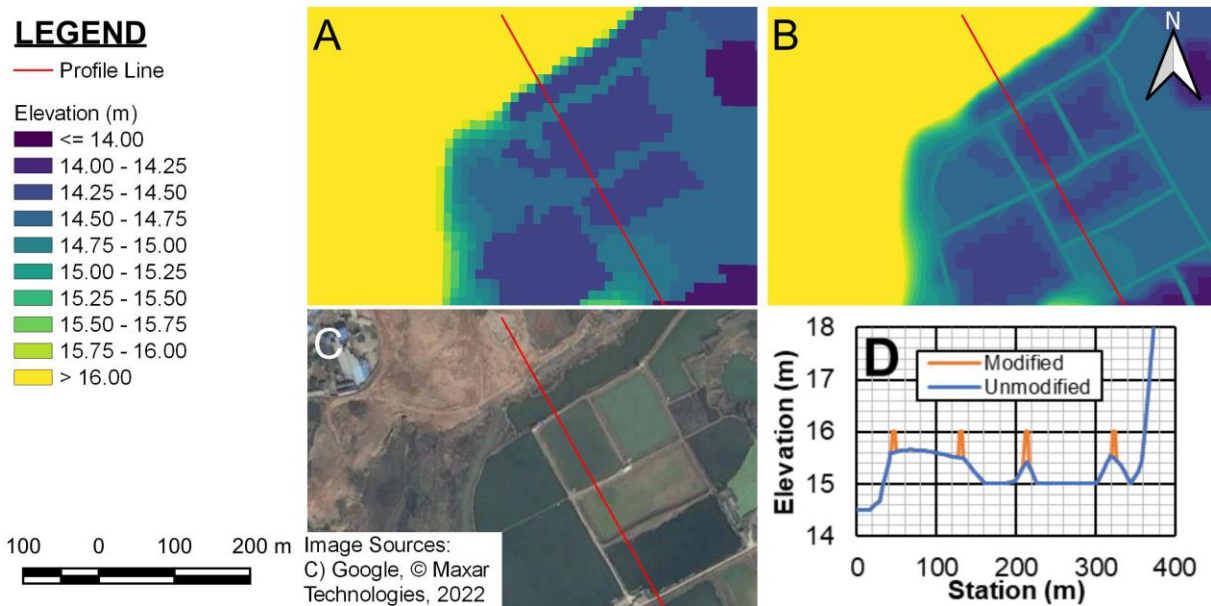 LEGEND
Profile Line
Elevation (m)
<= 14.00
14.00 - 14.25
14.25 - 14.50
14.50 - 14.75
14.75 - 15.00
15.00 - 15.25
15.25 - 15.50
15.50 - 15.75
15.75 - 16.00
> 16.00
100 0 100 200 m
A
B
N
C
Image Sources:
C) Google, © Maxar
Technologies, 2022
D
Modified
Unmodified
Elevation (m)
18
17
16
15
14
0 100 200 300 400
Station (m)